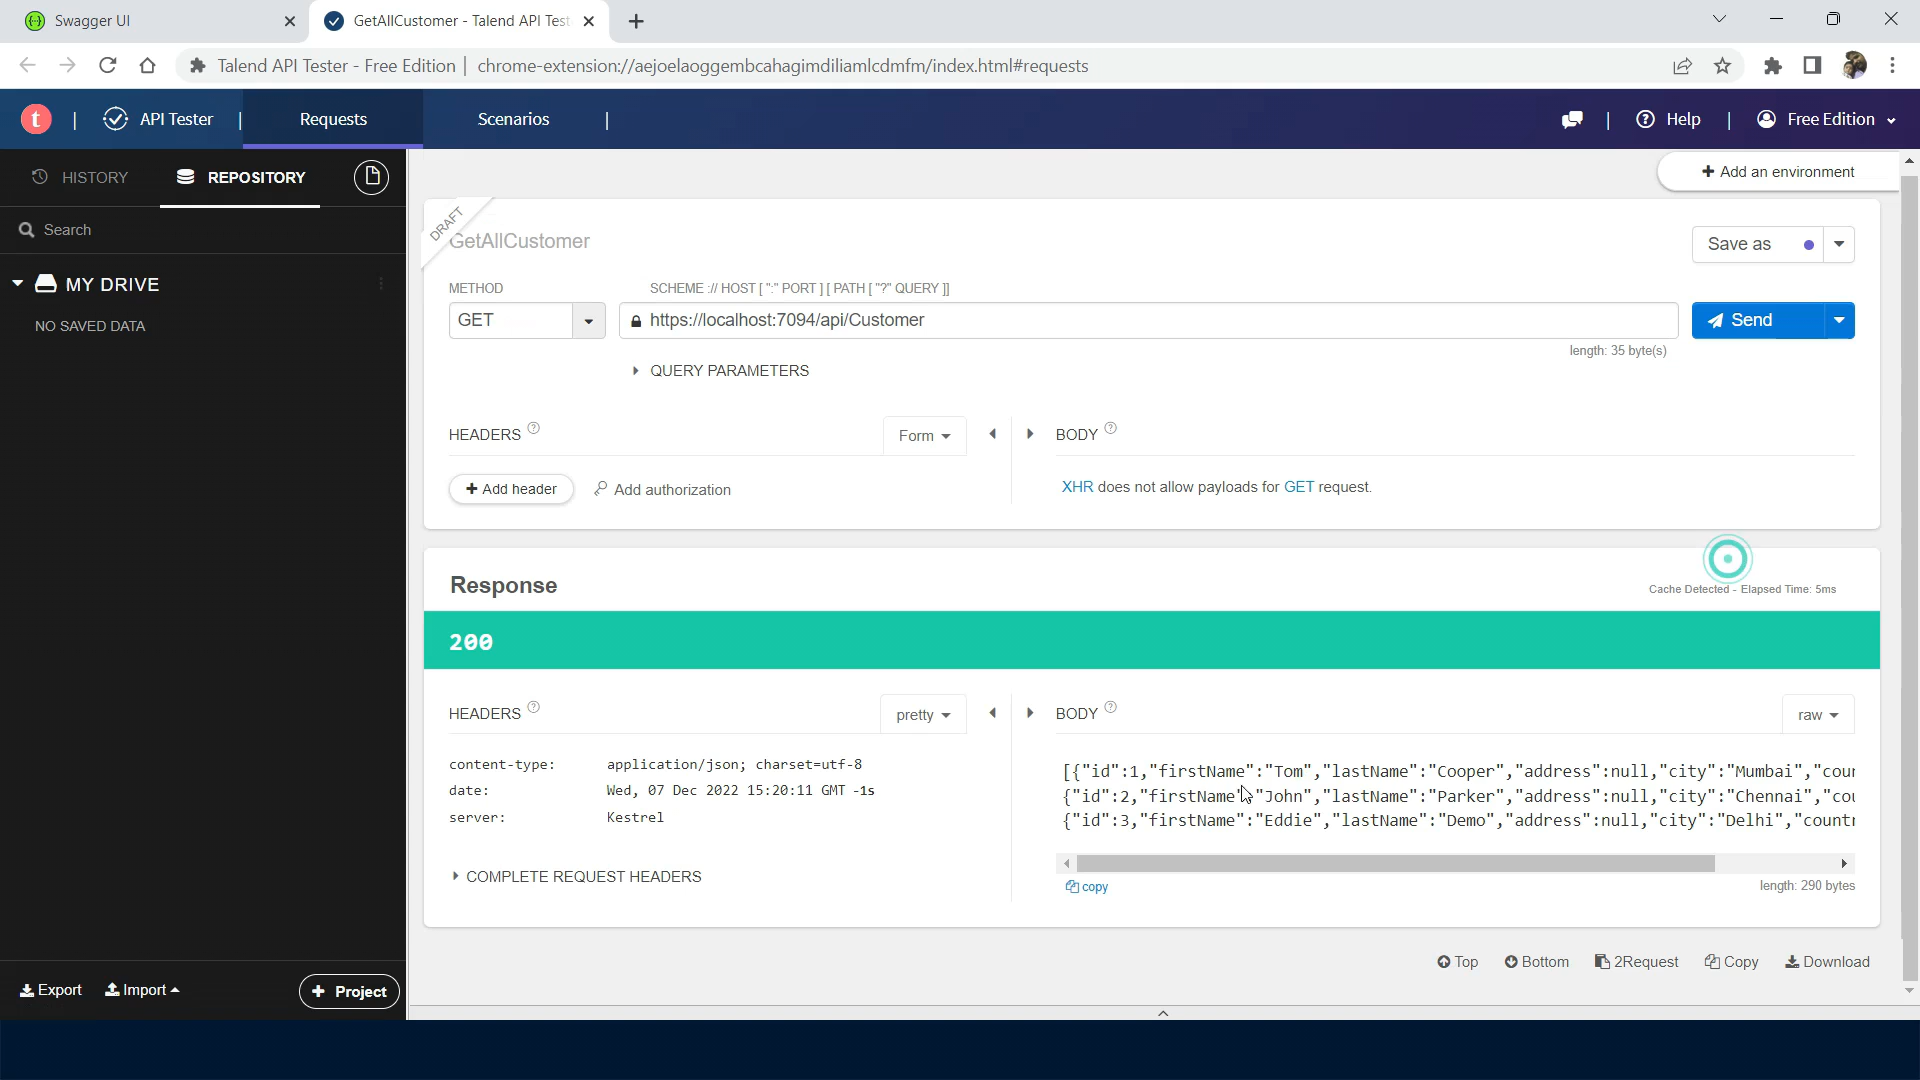 Swagger UI
GetAllCustomer - Talend API Test
Talend API Tester - Free Edition | chrome-extension://aejoelaoggembcahagimdiliamlcdmfm/index.html#requests
t | API Tester | Requests Scenarios | | Help | Free Edition
HISTORY REPOSITORY
Search
MY DRIVE
NO SAVED DATA
Export Import + Project
+ Add an environment
DRAFT
GetAllCustomer
Save as
METHOD SCHEME :// HOST [ ":" PORT ] [ PATH [ "?" QUERY ]]
GET https://localhost:7094/api/Customer Send
length: 35 byte(s)
QUERY PARAMETERS
HEADERS ? Form BODY ?
+ Add header Add authorization XHR does not allow payloads for GET request.
Response
Cache Detected - Elapsed Time: 5ms
200
HEADERS ? pretty BODY ? raw
content-type: application/json; charset=utf-8
date: Wed, 07 Dec 2022 15:20:11 GMT -1s
server: Kestrel
COMPLETE REQUEST HEADERS
[{"id":1,"firstName":"Tom","lastName":"Cooper","address":null,"city":"Mumbai","cour
{"id":2,"firstName":"John","lastName":"Parker","address":null,"city":"Chennai","cou
{"id":3,"firstName":"Eddie","lastName":"Demo","address":null,"city":"Delhi","countr
copy length: 290 bytes
Top Bottom 2Request Copy Download